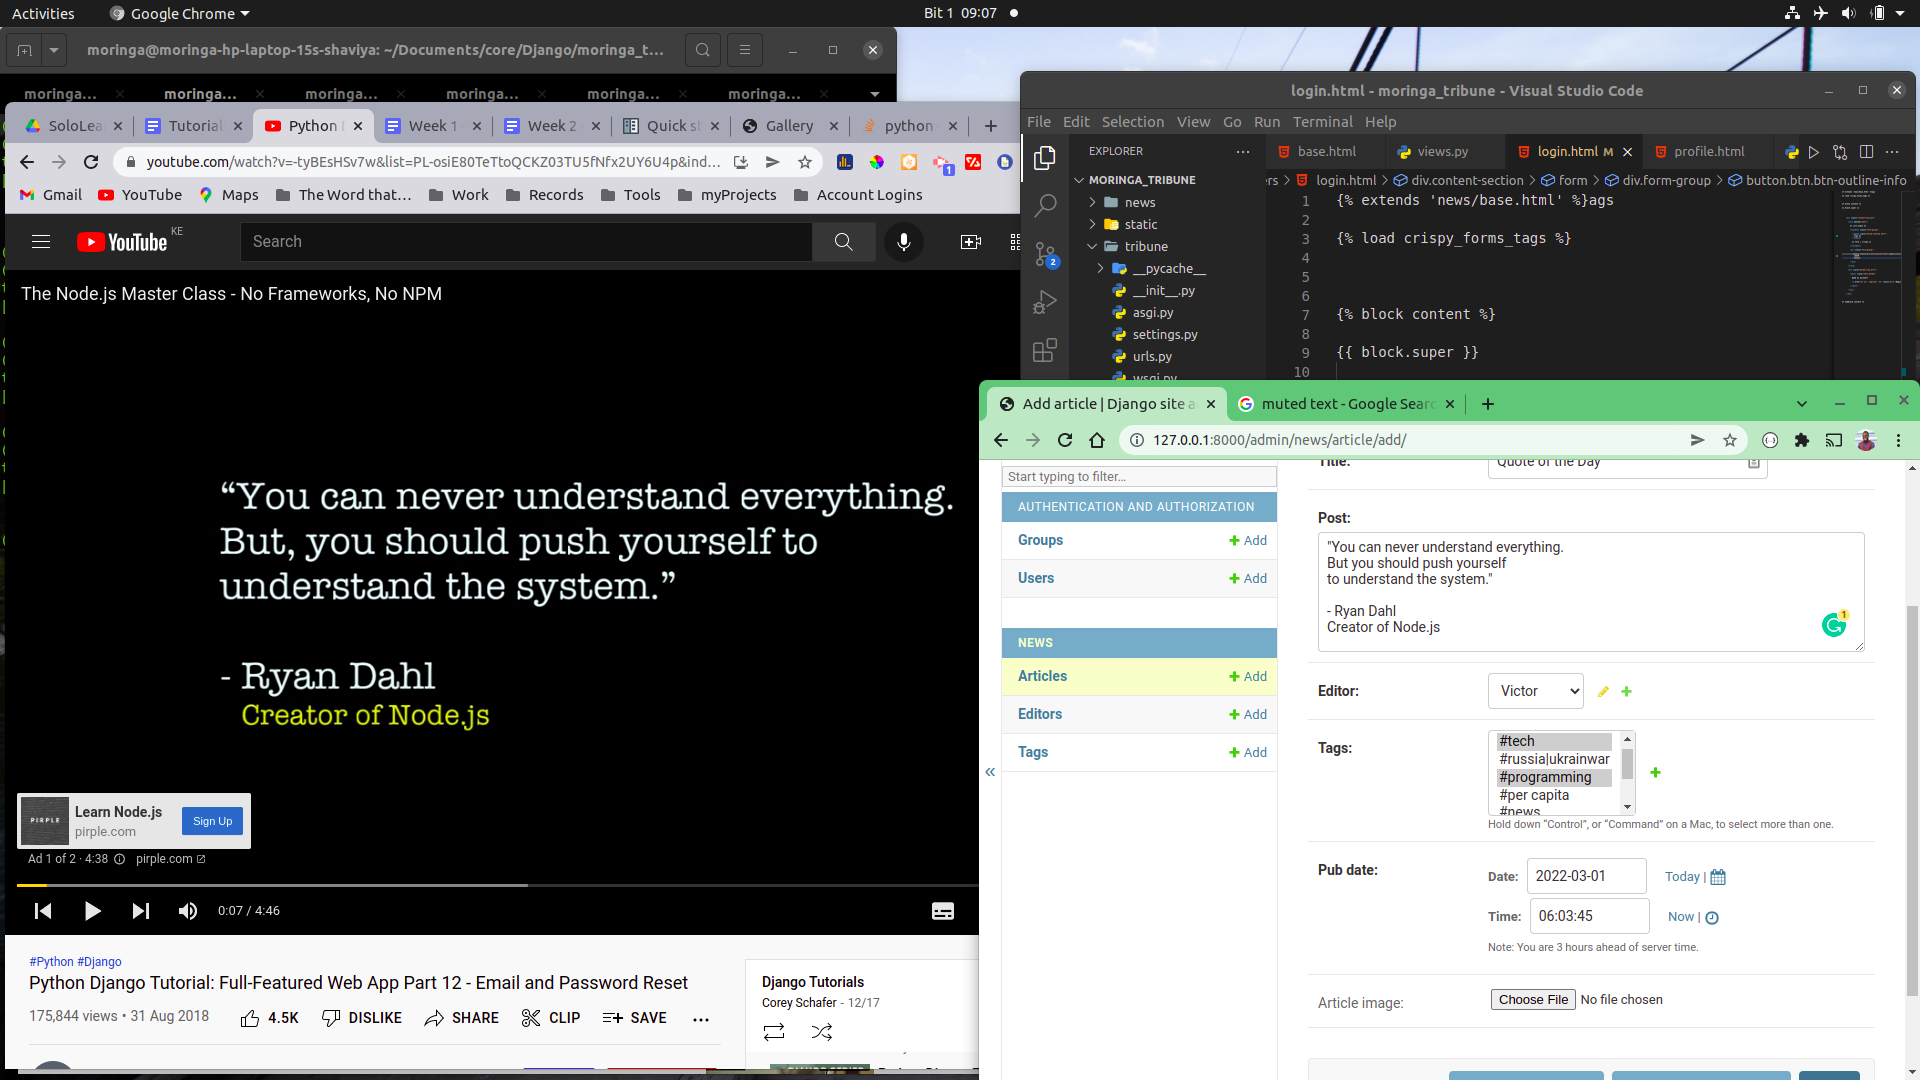 Activities
Google Chrome
Bit 1 09:07
moringa@moringa-hp-laptop-15s-shaviya: ~/Documents/core/Django/moringa_t...
moringa...
moringa...
moringa...
moringa...
moringa...
moringa...
SoloLea
Tutorial
Python
Week 1
Week 2
Quick s
Gallery
python
youtube.com/watch?v=-tyBEsHSv7w&list=PL-osiE80TeTtoQCKZ03TU5fNfx2UY6U4p&ind...
1
Gmail
YouTube
Maps
The Word that...
Work
Records
Tools
myProjects
Account Logins
YouTube KE
Search
The Node.js Master Class - No Frameworks, No NPM
“You can never understand everything.
But, you should push yourself to
understand the system.”
- Ryan Dahl
Creator of Node.js
PIRPLE
Learn Node.js
pirple.com
Sign Up
Ad 1 of 2 · 4:38
pirple.com
0:07 / 4:46
#Python #Django
Python Django Tutorial: Full-Featured Web App Part 12 - Email and Password Reset
175,844 views • 31 Aug 2018
4.5K
DISLIKE
SHARE
CLIP
SAVE
Django Tutorials
Corey Schafer - 12/17
login.html - moringa_tribune - Visual Studio Code
File Edit Selection View Go Run Terminal Help
EXPLORER
base.html
views.py
login.html M
profile.html
MORINGA_TRIBUNE
ers > login.html > div.content-section > form > div.form-group > button.btn.btn-outline-info
news
static
tribune
__pycache__
__init__.py
asgi.py
settings.py
urls.py
wsgi.py
2
1 {% extends 'news/base.html' %}ags
2
3 {% load crispy_forms_tags %}
4
5
6
7 {% block content %}
8
9 {{ block.super }}
10
Add article | Django site a
muted text - Google Sear
127.0.0.1:8000/admin/news/article/add/
Start typing to filter...
AUTHENTICATION AND AUTHORIZATION
Groups
Add
Users
Add
NEWS
Articles
Add
Editors
Add
Tags
Add
«
Title:
Quote of the Day
Post:
"You can never understand everything.
But you should push yourself
to understand the system."
- Ryan Dahl
Creator of Node.js
1
Editor:
Victor
Tags:
#tech
#russia|ukrainwar
#programming
#per capita
#news
Hold down “Control”, or “Command” on a Mac, to select more than one.
Pub date:
Date:
2022-03-01
Today |
Time:
06:03:45
Now |
Note: You are 3 hours ahead of server time.
Article image:
Choose File No file chosen